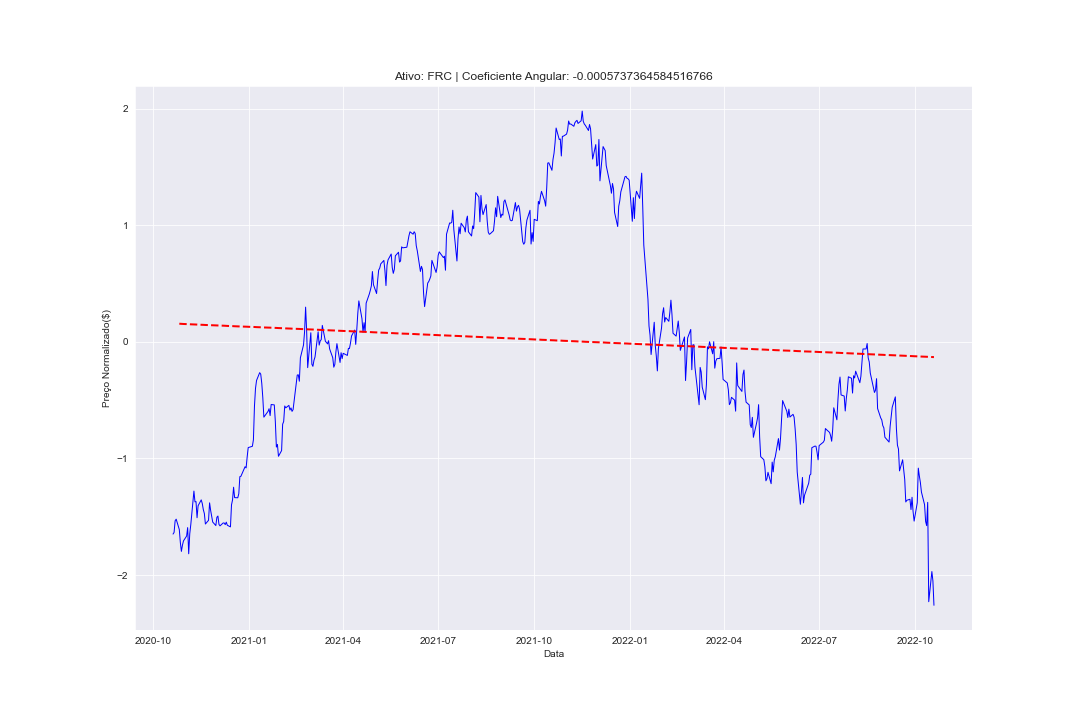 Ativo: FRC | Coeficiente Angular: -0.0005737364584516766
2
1
0
−1
−2
Preço Normalizado($)
2020-10 2021-01 2021-04 2021-07 2021-10 2022-01 2022-04 2022-07 2022-10
Data